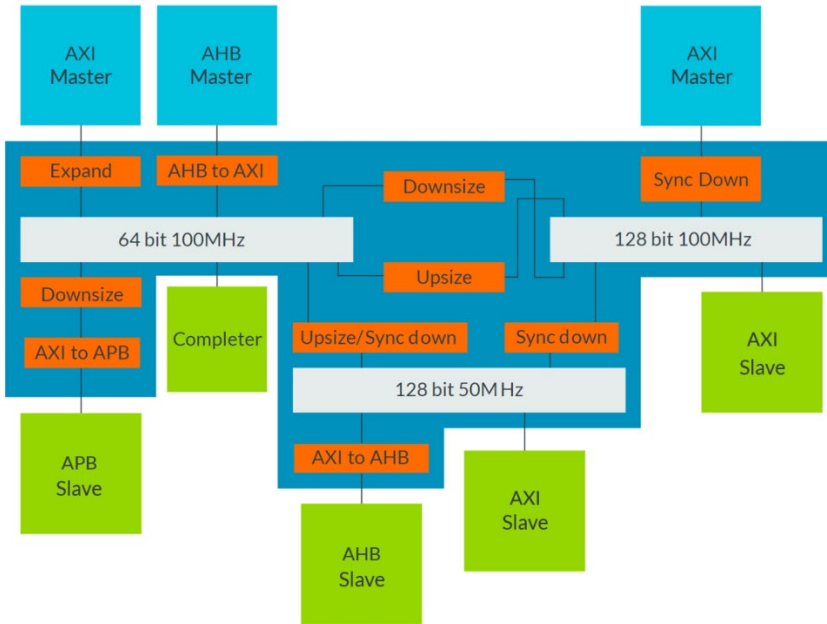 AXI
Master
AHB
Master
AXI
Master
Expand
AHB to AXI
Downsize
Sync Down
64 bit 100MHz
128 bit 100MHz
Upsize
Downsize
Completer
AXI to APB
Upsize/Sync down
Sync down
AXI
Slave
128 bit 50MHz
APB
Slave
AXI to AHB
AXI
Slave
AHB
Slave